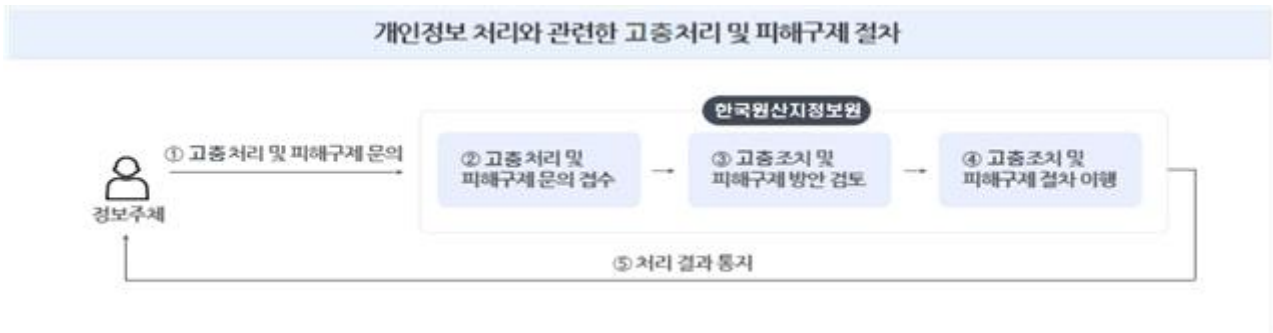 개인정보 처리와 관련한 고충처리 및 피해구제 절차
한국원산지정보원
① 고충처리 및 피해구제 문의
② 고충처리 및
피해구제 문의 접수
③ 고충조치 및
피해구제 방안 검토
④ 고충조치 및
피해구제 절차 이행
정보주체
⑤ 처리 결과 통지